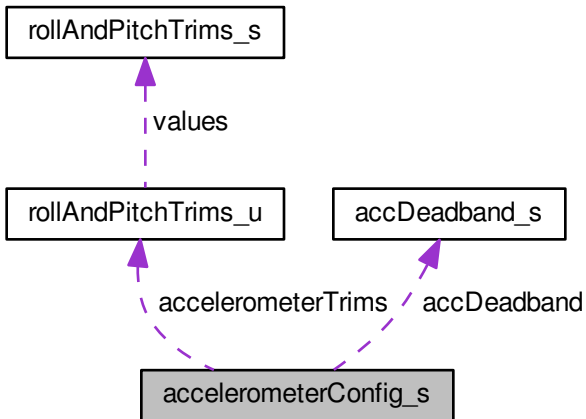 rollAndPitchTrims_s
values
rollAndPitchTrims_u
accDeadband_s
accelerometerTrims
accDeadband
accelerometerConfig_s